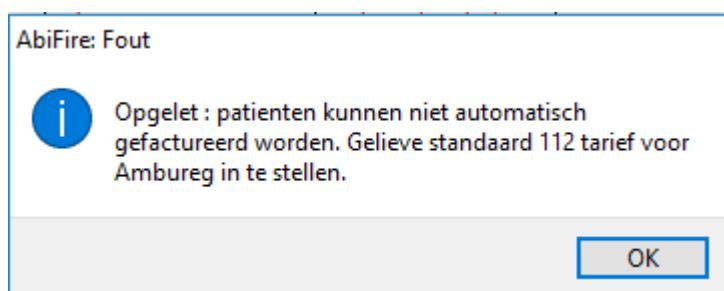 AbiFire: Fout
Opgelet : patienten kunnen niet automatisch
gefactureerd worden. Gelieve standaard 112 tarief voor
Ambureg in te stellen.
OK